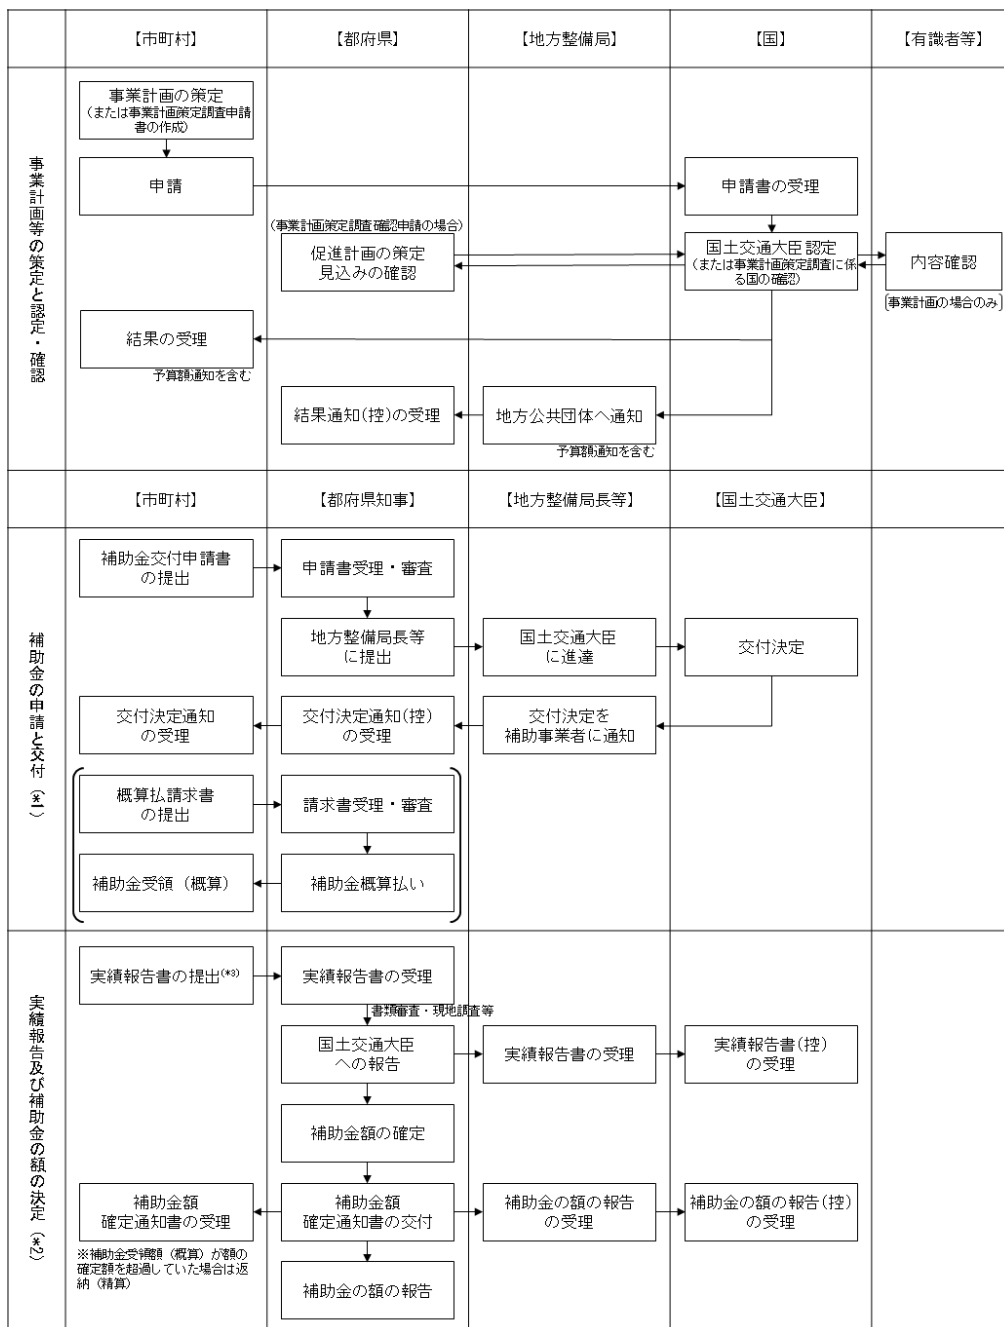 【市町村】
【都府県】
【地方整備局】
【国】
【有識者等】
事業計画等の策定と認定・確認
事業計画の策定
（または事業計画策定調査申請
書の作成）
申請
申請書の受理
（事業計画策定調査確認申請の場合）
促進計画の策定
見込みの確認
国土交通大臣認定
（または事業計画策定調査に係
る国の確認）
内容確認
［事業計画の場合のみ］
結果の受理
予算額通知を含む
結果通知(控)の受理
地方公共団体へ通知
予算額通知を含む
【市町村】
【都府県知事】
【地方整備局長等】
【国土交通大臣】
補助金の申請と交付（*1）
補助金交付申請書
の提出
申請書受理・審査
地方整備局長等
に提出
国土交通大臣
に進達
交付決定
交付決定通知
の受理
交付決定通知(控)
の受理
交付決定を
補助事業者に通知
概算払請求書
の提出
請求書受理・審査
補助金受領（概算）
補助金概算払い
実績報告及び補助金の額の決定（*2）
実績報告書の提出(*3)
実績報告書の受理
書類審査・現地調査等
国土交通大臣
への報告
実績報告書の受理
実績報告書(控)
の受理
補助金額の確定
補助金額
確定通知書の受理
補助金額
確定通知書の交付
補助金の額の報告
の受理
補助金の額の報告(控)
の受理
※補助金受領額（概算）が額の
確定額を超過していた場合は返
納（精算）
補助金の額の報告